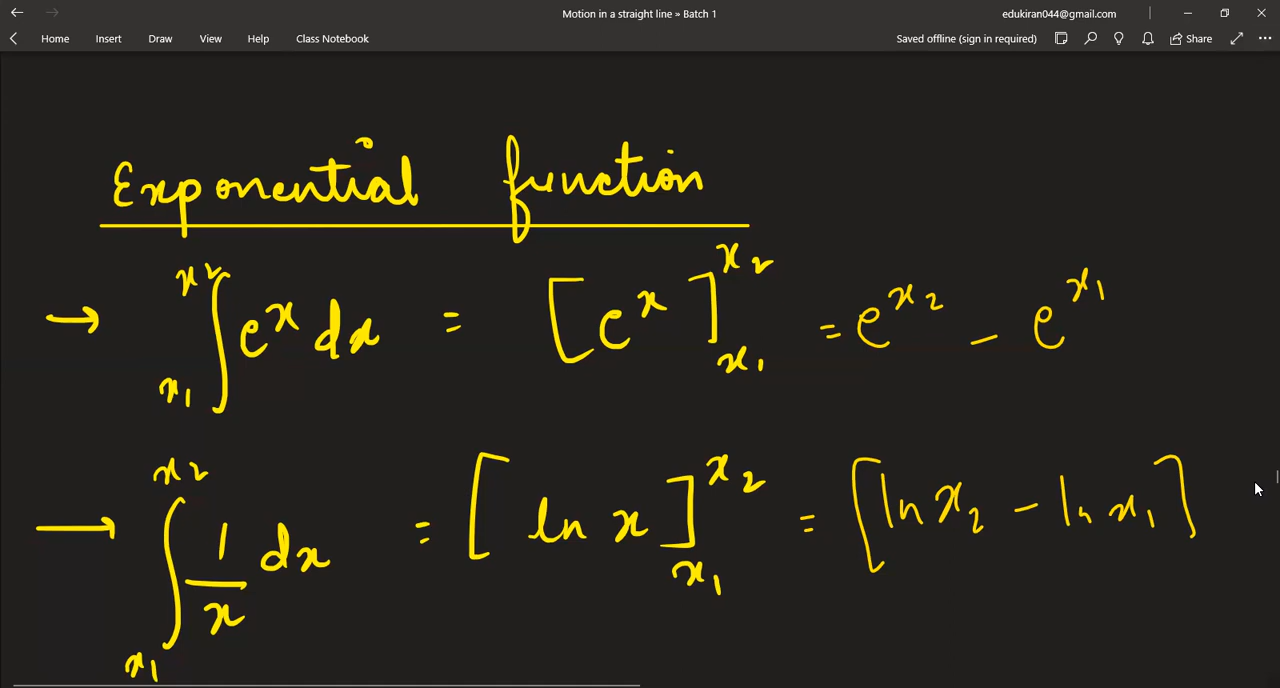 Motion in a straight line » Batch 1
edukiran044@gmail.com
Home Insert Draw View Help Class Notebook
Saved offline (sign in required)
Share
Exponential function
→ ∫_{x1}^{x2} e^x dx = [e^x]_{x1}^{x2} = e^{x2} - e^{x1}
→ ∫_{x1}^{x2} 1/x dx = [ln x]_{x1}^{x2} = [ln x2 - ln x1]